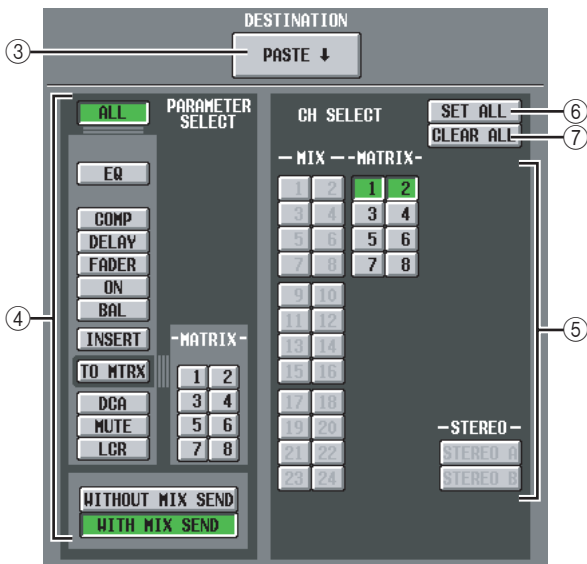 DESTINATION
③ PASTE ↓
ALL
PARAMETER
SELECT
EQ
COMP
DELAY
FADER
ON
BAL
INSERT
TO MTRX
DCA
MUTE
LCR
-MATRIX-
1 2
3 4
5 6
7 8
WITHOUT MIX SEND
WITH MIX SEND
④
CH SELECT
SET ALL ⑥
CLEAR ALL ⑦
— MIX — -MATRIX-
1 2 1 2
3 4 3 4
5 6 5 6
7 8 7 8
9 10
11 12
13 14
15 16
17 18
19 20
21 22
23 24
— STEREO —
STEREO A
STEREO B
⑤